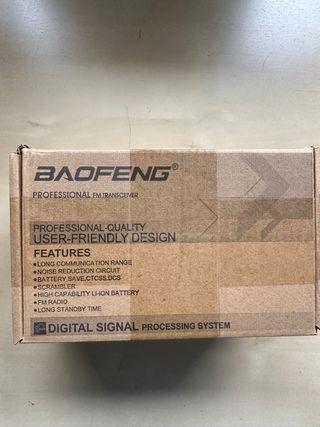 BAOFENG®
PROFESSIONAL FM TRANSCEIVER
PROFESSIONAL-QUALITY
USER-FRIENDLY DESIGN
FEATURES
●LONG COMMUNICATION RANGE
●NOISE REDUCTION CIRCUIT
●BATTERY SAVE,CTCSS,DCS
●SCRAMBLER
●HIGH CAPABILITY LI-ION BATTERY
●FM RADIO
●LONG STANDBY TIME
DIGITAL SIGNAL PROCESSING SYSTEM